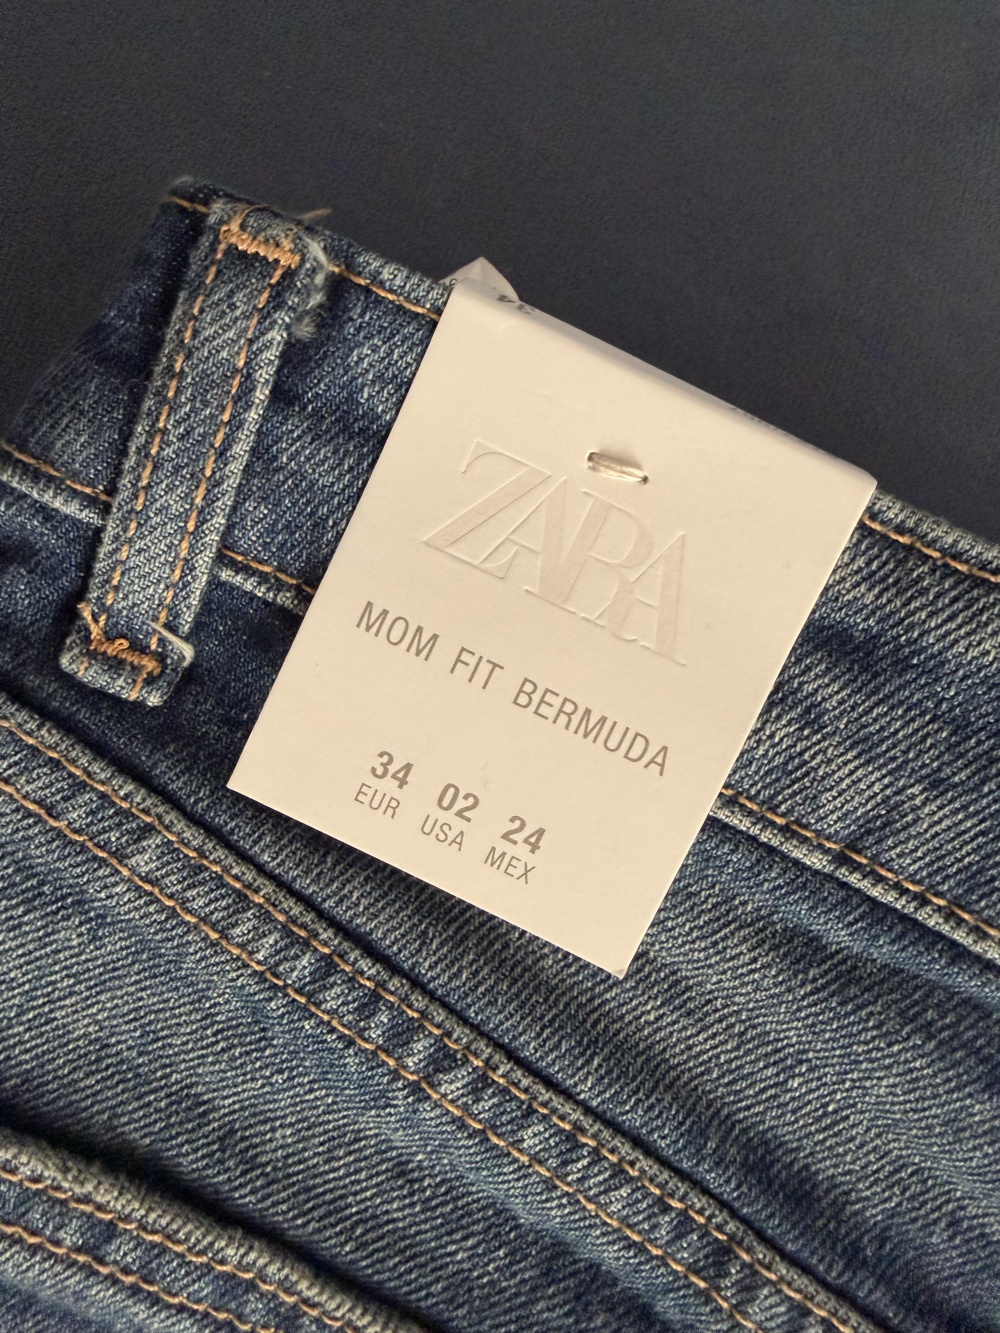 ZARA
MOM FIT BERMUDA
34 02 24
EUR USA MEX